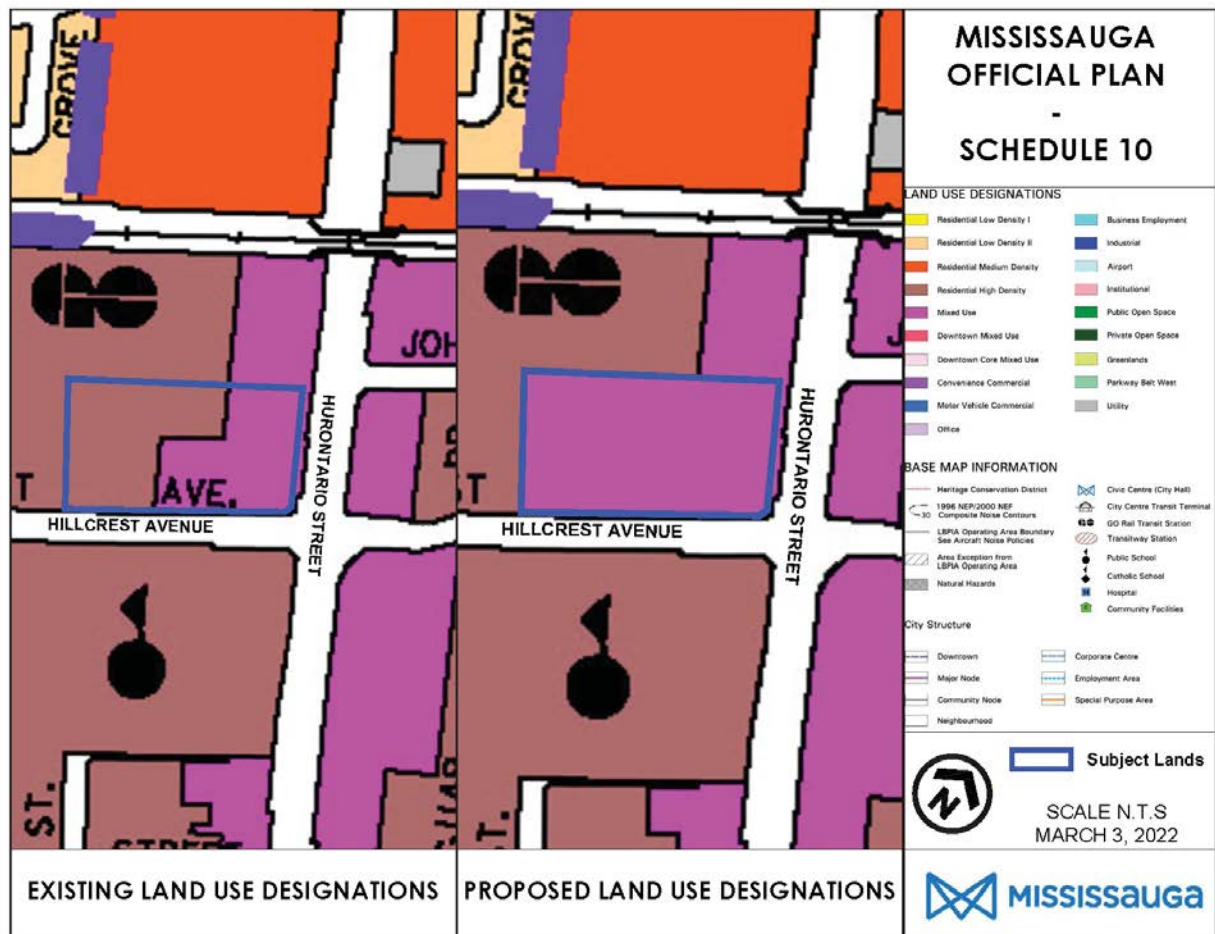 GROVE
JOH
AVE.
T
HURONTARIO STREET
HILLCREST AVENUE
ST.
EXISTING LAND USE DESIGNATIONS
GROVE
J
ST
HURONTARIO STREET
HILLCREST AVENUE
ST.
PROPOSED LAND USE DESIGNATIONS
MISSISSAUGA
OFFICIAL PLAN
-
SCHEDULE 10
LAND USE DESIGNATIONS
Residential Low Density I
Residential Low Density II
Residential Medium Density
Residential High Density
Mixed Use
Downtown Mixed Use
Downtown Core Mixed Use
Convenience Commercial
Motor Vehicle Commercial
Office
Business Employment
Industrial
Airport
Institutional
Public Open Space
Private Open Space
Greenlands
Parkway Belt West
Utility
BASE MAP INFORMATION
Heritage Conservation District
1996 NEP/2000 NEF
Composite Noise Contours
30
LBPIA Operating Area Boundary
See Aircraft Noise Policies
Area Exception from
LBPIA Operating Area
Natural Hazards
Civic Centre (City Hall)
City Centre Transit Terminal
GO Rail Transit Station
Transitway Station
Public School
Catholic School
H
Hospital
Community Facilities
City Structure
Downtown
Major Node
Community Node
Neighbourhood
Corporate Centre
Employment Area
Special Purpose Area
N
Subject Lands
SCALE N.T.S
MARCH 3, 2022
MISSISSAUGA